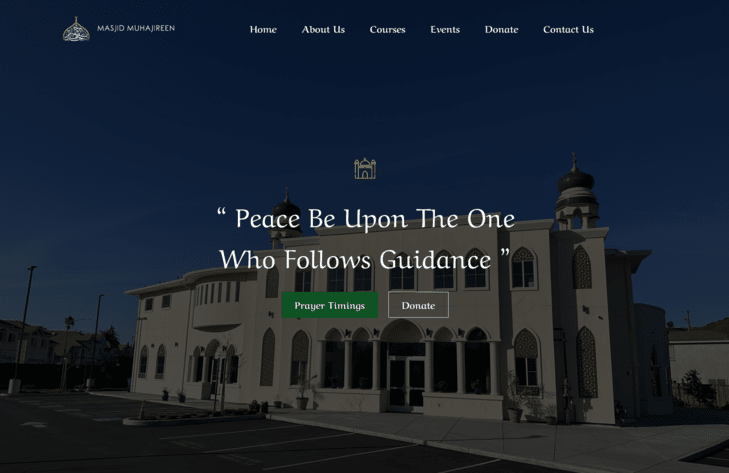 MASJID MUHAJIREEN
Home About Us Courses Events Donate Contact Us
“ Peace Be Upon The One
Who Follows Guidance ”
Prayer Timings Donate